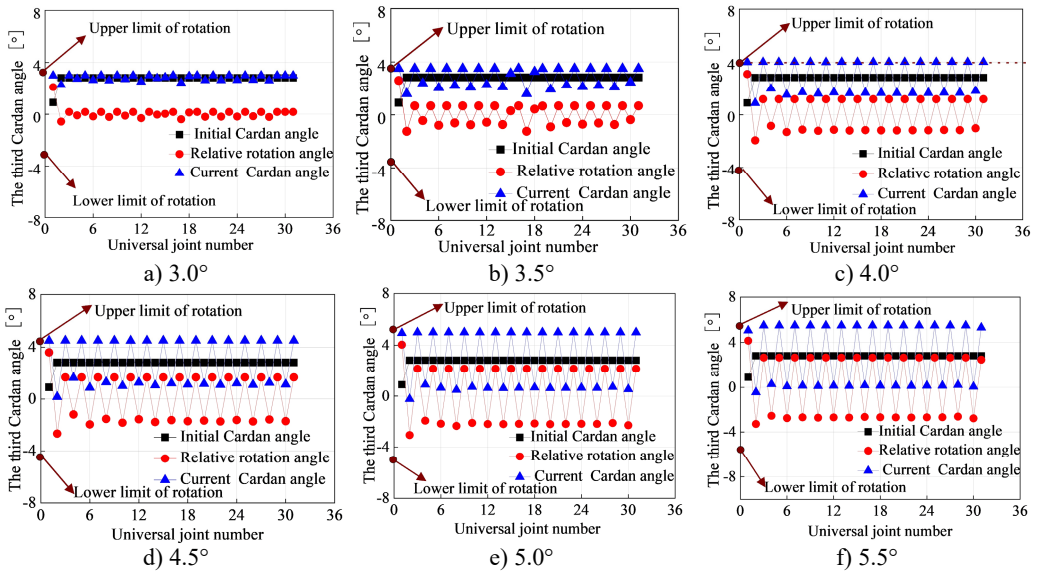 The third Cardan angle [°]
8
4
0
-4
-8
Upper limit of rotation
Initial Cardan angle
Relative rotation angle
Current Cardan angle
Lower limit of rotation
0 6 12 18 24 30 36
Universal joint number
a) 3.0°
The third Cardan angle [°]
8
4
0
-4
-8
Upper limit of rotation
Initial Cardan angle
Relative rotation angle
Current Cardan angle
Lower limit of rotation
0 6 12 18 24 30 36
Universal joint number
b) 3.5°
The third Cardan angle [°]
8
4
0
-4
-8
Upper limit of rotation
Initial Cardan angle
Rclative rotation anglc
Current Cardan angle
Lower limit of rotation
0 6 12 18 24 30 36
Universal joint number
c) 4.0°
The third Cardan angle [°]
8
4
0
-4
-8
Upper limit of rotation
Initial Cardan angle
Relative rotation angle
Current Cardan angle
Lower limit of rotation
0 6 12 18 24 30 36
Universal joint number
d) 4.5°
The third Cardan angle [°]
8
4
0
-4
-8
Upper limit of rotation
Initial Cardan angle
Relative rotation angle
Current Cardan angle
Lower limit of rotation
0 6 12 18 24 30 36
Universal joint number
e) 5.0°
The third Cardan angle [°]
8
4
0
-4
-8
Upper limit of rotation
Initial Cardan angle
Relative rotation angle
Current Cardan angle
Lower limit of rotation
0 6 12 18 24 30 36
Universal joint number
f) 5.5°